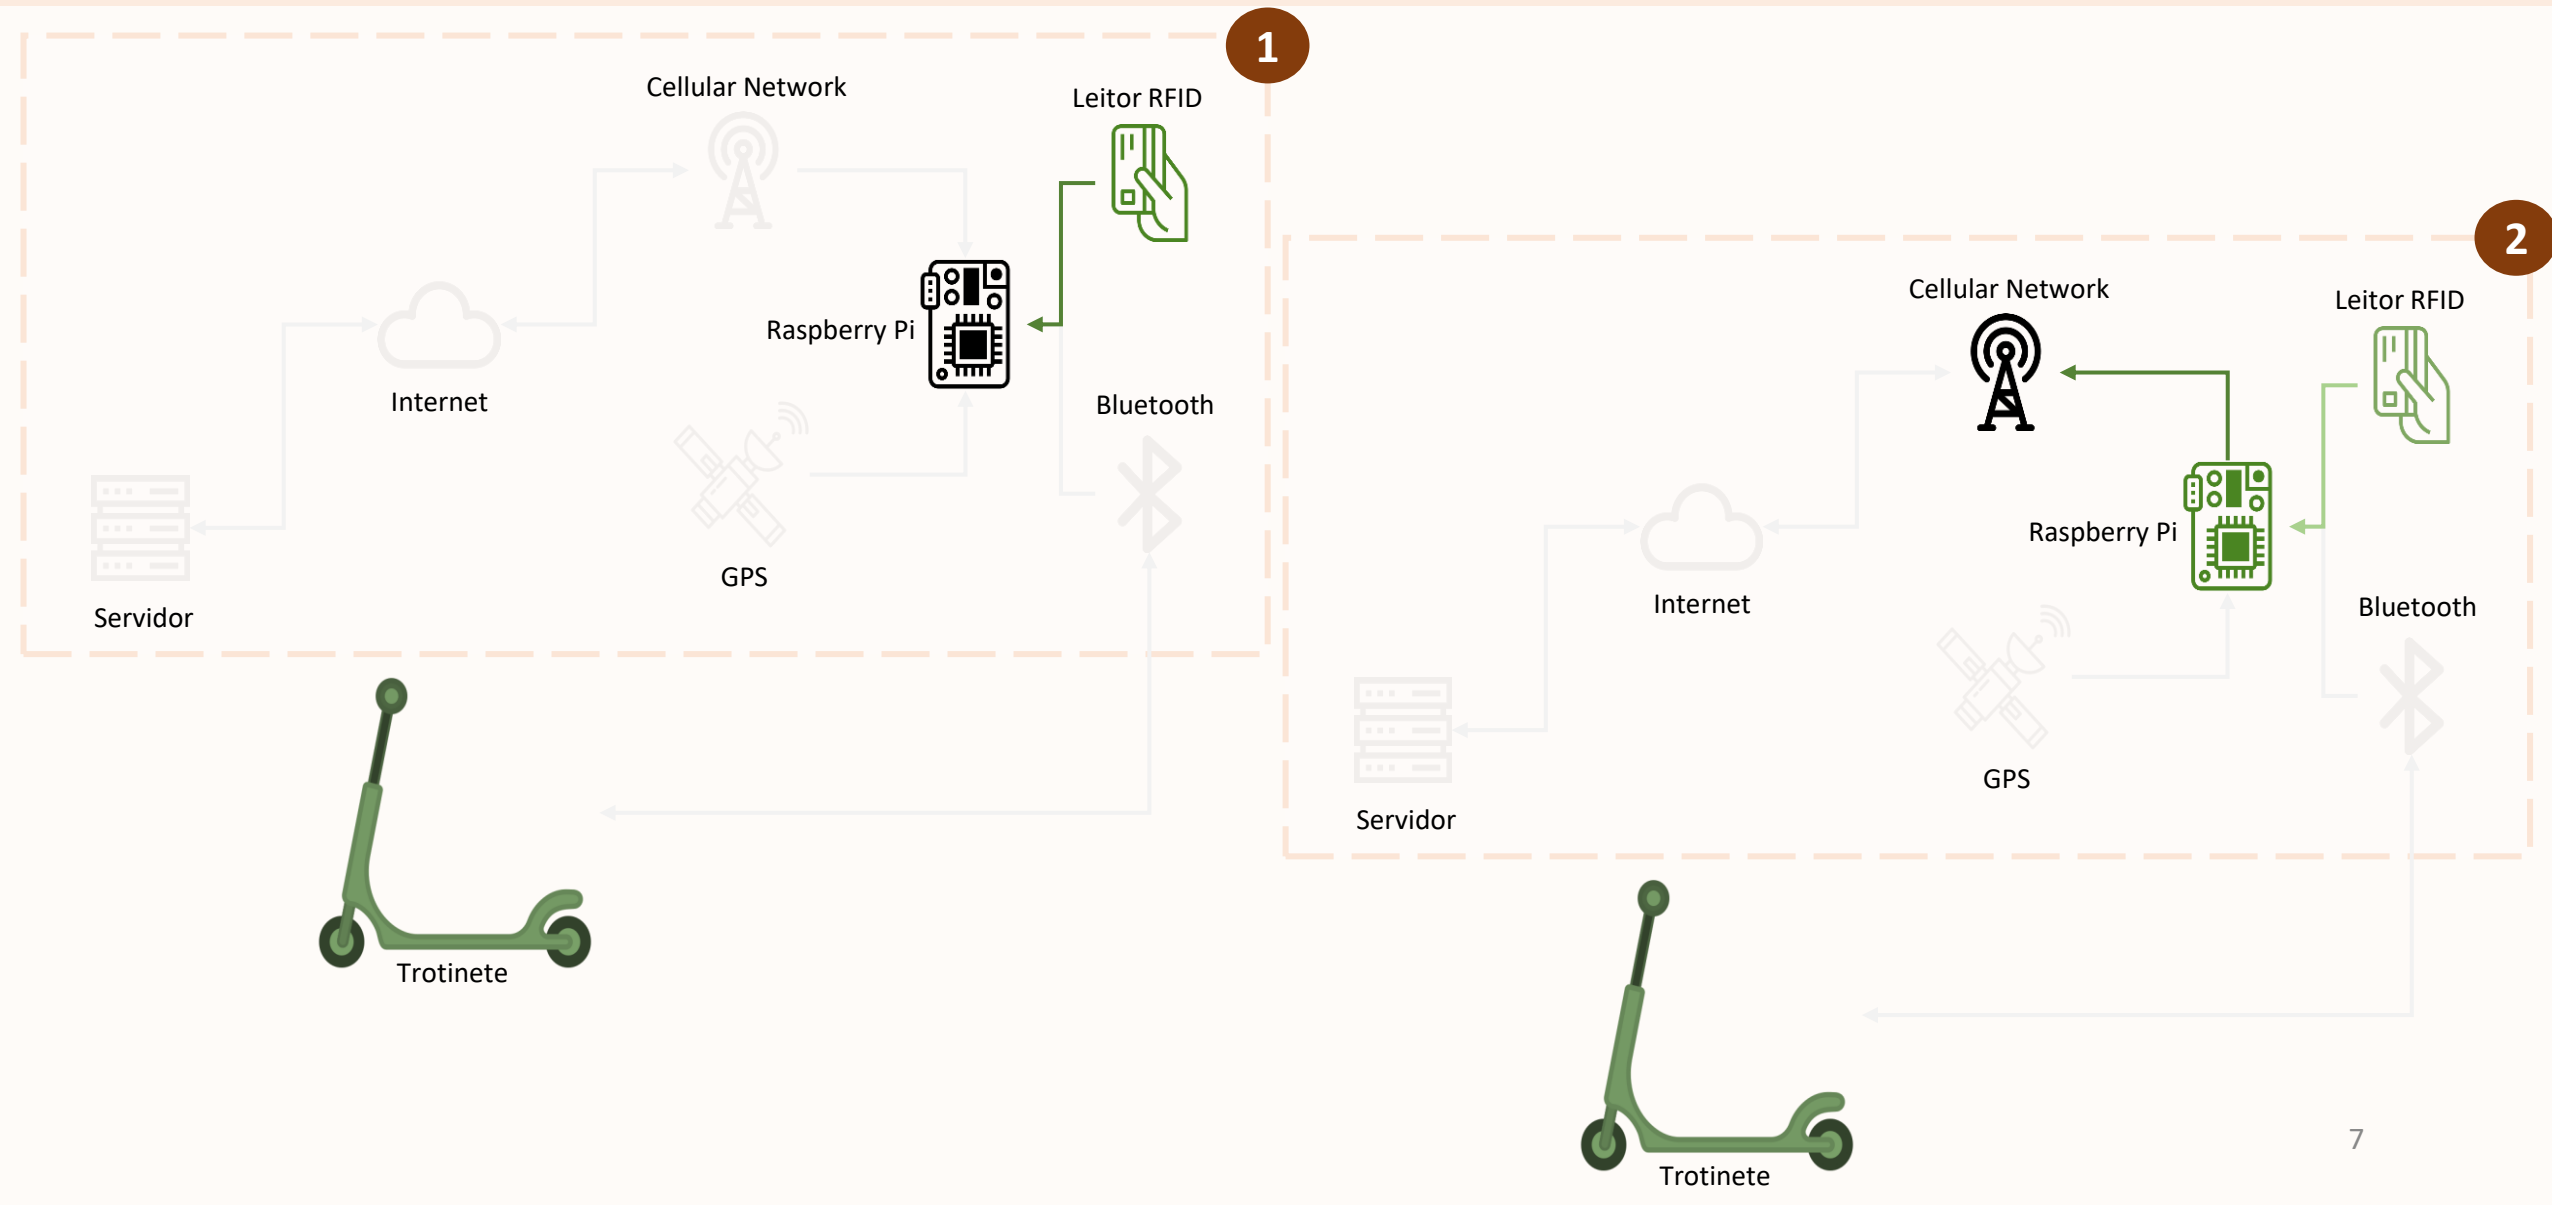 1
Cellular Network
Leitor RFID
Raspberry Pi
Internet
Bluetooth
GPS
Servidor
Trotinete
2
Cellular Network
Leitor RFID
Raspberry Pi
Internet
Bluetooth
GPS
Servidor
Trotinete
7